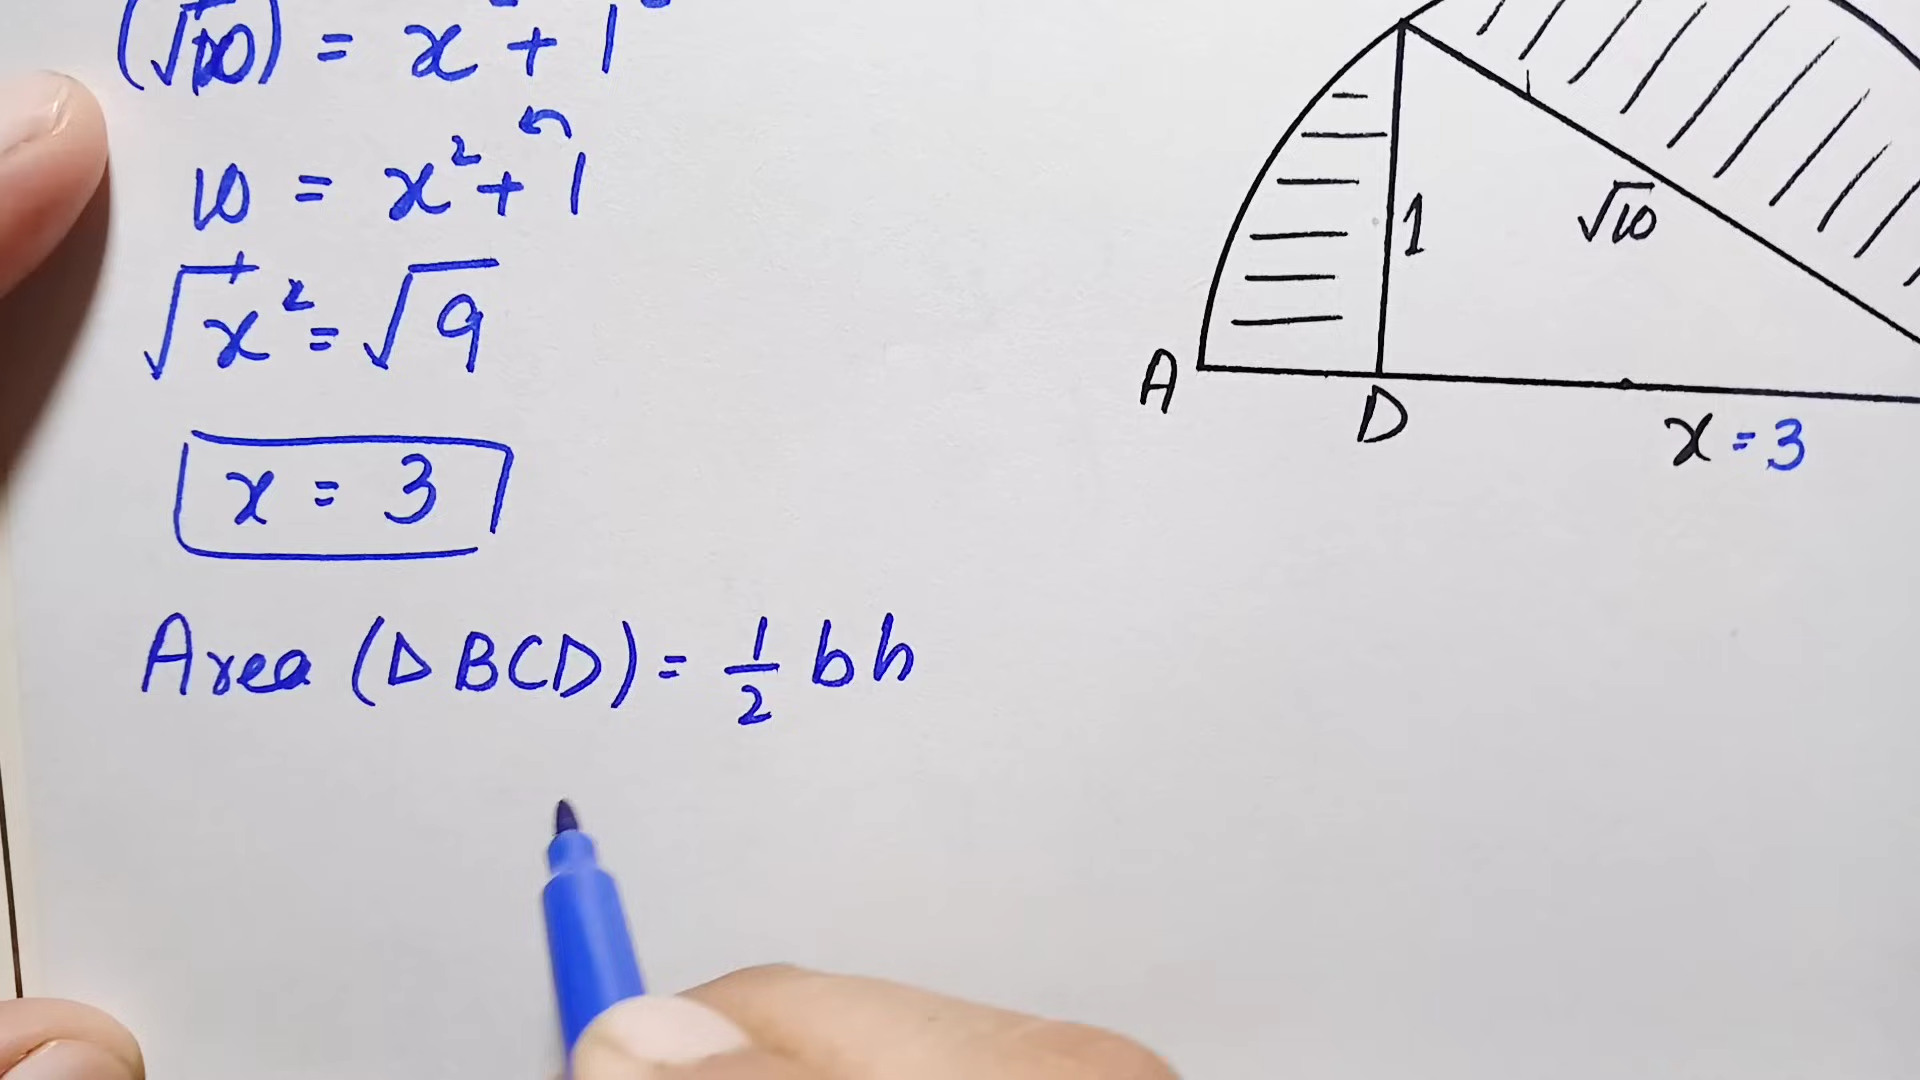 (√10) = x + 1
10 = x² + 1
√x² = √9
x = 3
Area (Δ BCD) = 1/2 bh
1
√10
A
D
x = 3